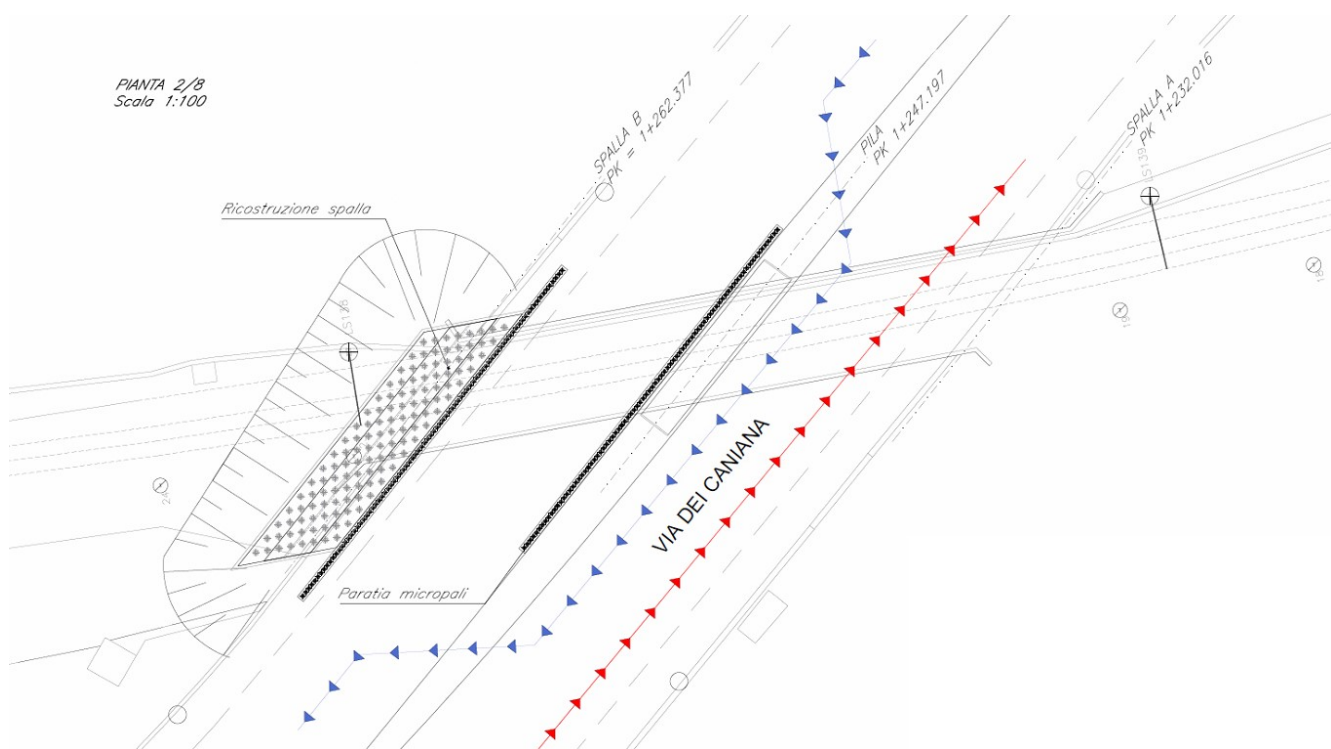 PIANTA 2/8
Scala 1:100
SPALLA B
PK = 1+262.377
PILA
PK 1+247.197
SPALLA A
PK 1+232.016
LS139
Ricostruzione spalla
VIA DEI CANIANA
Paratia micropali